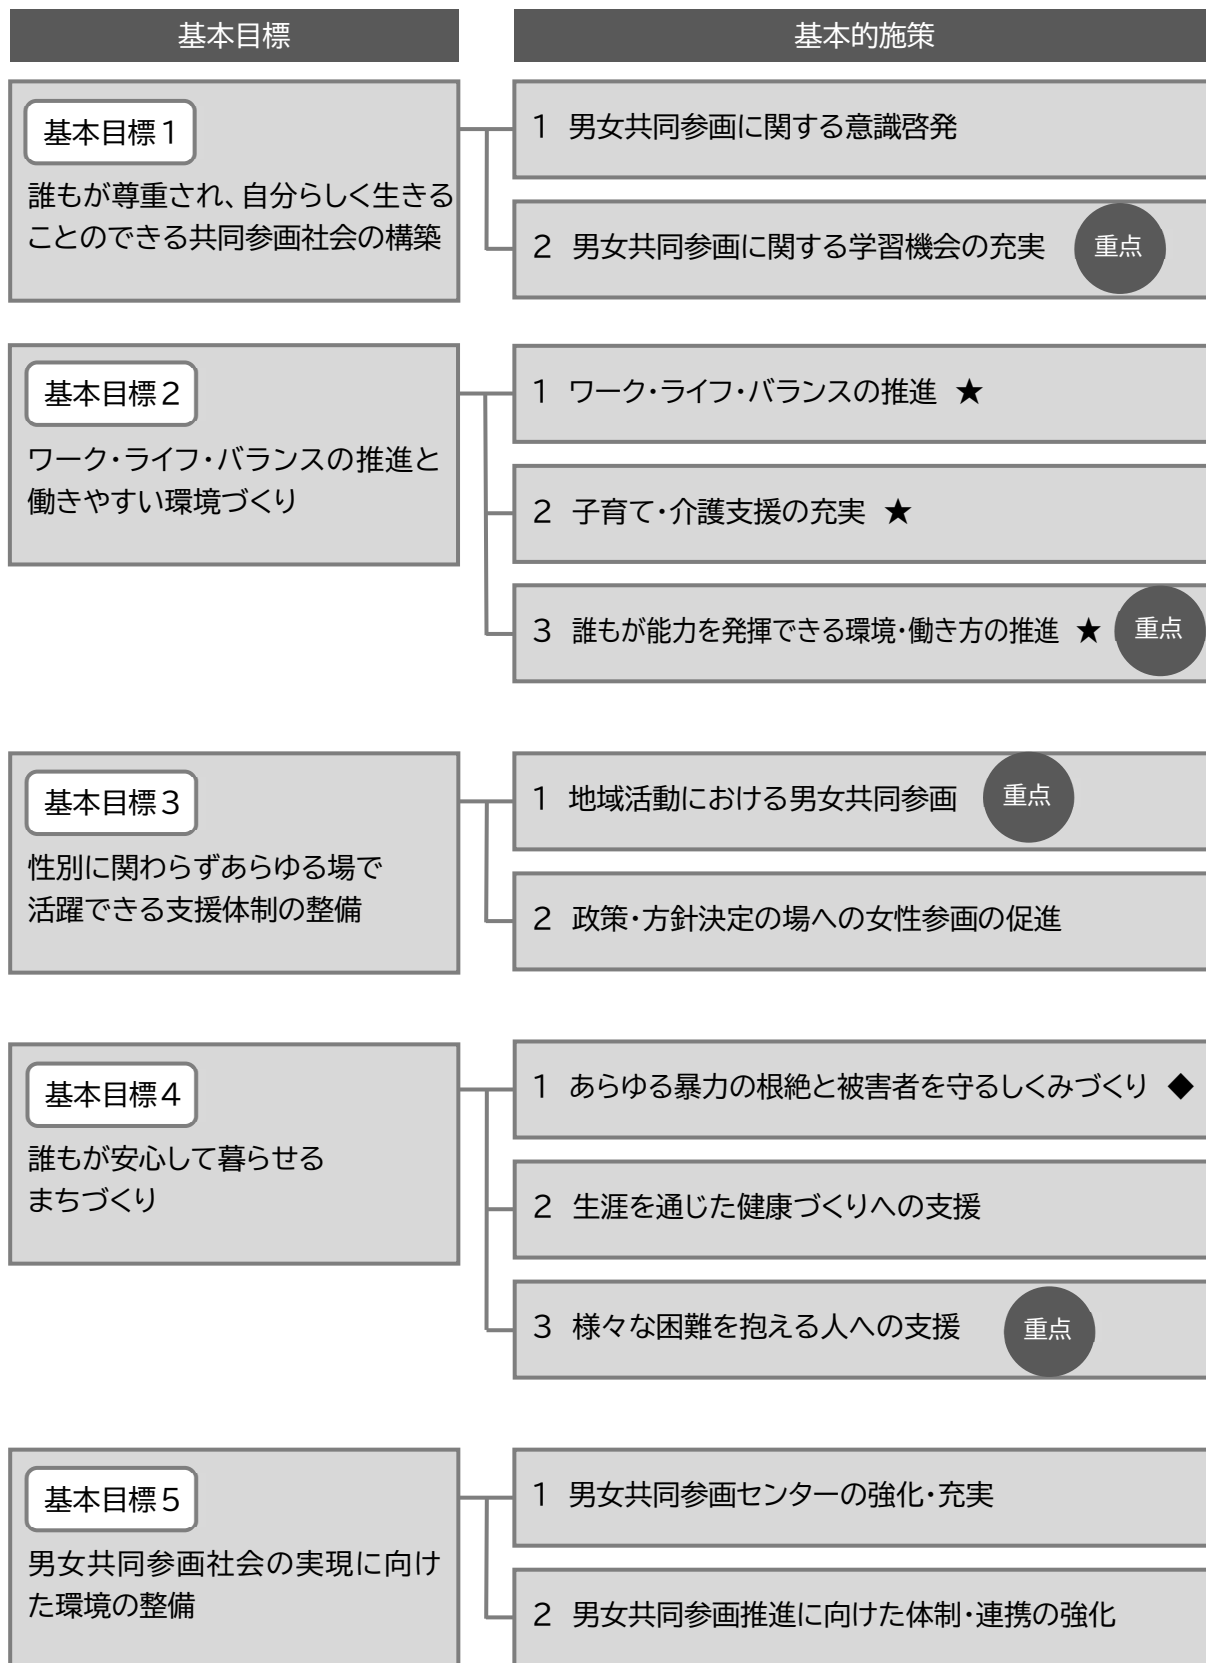 基本目標
基本的施策
基本目標1
誰もが尊重され、自分らしく生きる
ことのできる共同参画社会の構築
1 男女共同参画に関する意識啓発
2 男女共同参画に関する学習機会の充実 重点
基本目標2
ワーク・ライフ・バランスの推進と
働きやすい環境づくり
1 ワーク・ライフ・バランスの推進 ★
2 子育て・介護支援の充実 ★
3 誰もが能力を発揮できる環境・働き方の推進 ★ 重点
基本目標3
性別に関わらずあらゆる場で
活躍できる支援体制の整備
1 地域活動における男女共同参画 重点
2 政策・方針決定の場への女性参画の促進
基本目標4
誰もが安心して暮らせる
まちづくり
1 あらゆる暴力の根絶と被害者を守るしくみづくり ◆
2 生涯を通じた健康づくりへの支援
3 様々な困難を抱える人への支援 重点
基本目標5
男女共同参画社会の実現に向け
た環境の整備
1 男女共同参画センターの強化・充実
2 男女共同参画推進に向けた体制・連携の強化